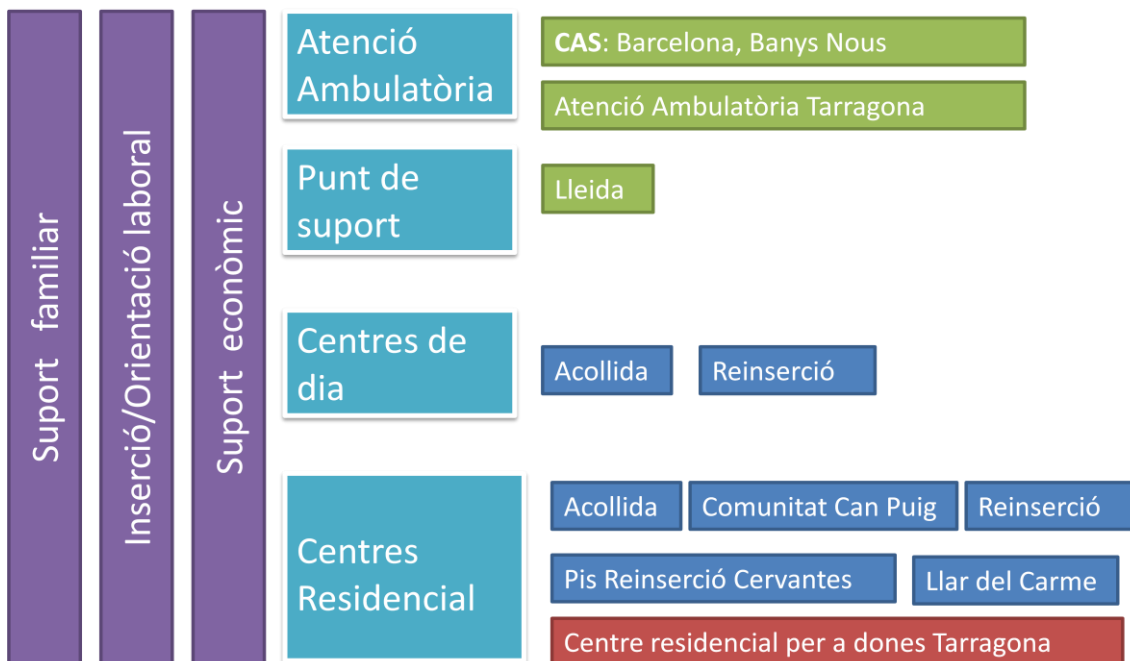 Suport familiar
Inserció/Orientació laboral
Suport econòmic
Atenció
Ambulatòria
CAS: Barcelona, Banys Nous
Atenció Ambulatòria Tarragona
Punt de
suport
Lleida
Centres de
dia
Acollida
Reinserció
Centres
Residencial
Acollida
Comunitat Can Puig
Reinserció
Pis Reinserció Cervantes
Llar del Carme
Centre residencial per a dones Tarragona